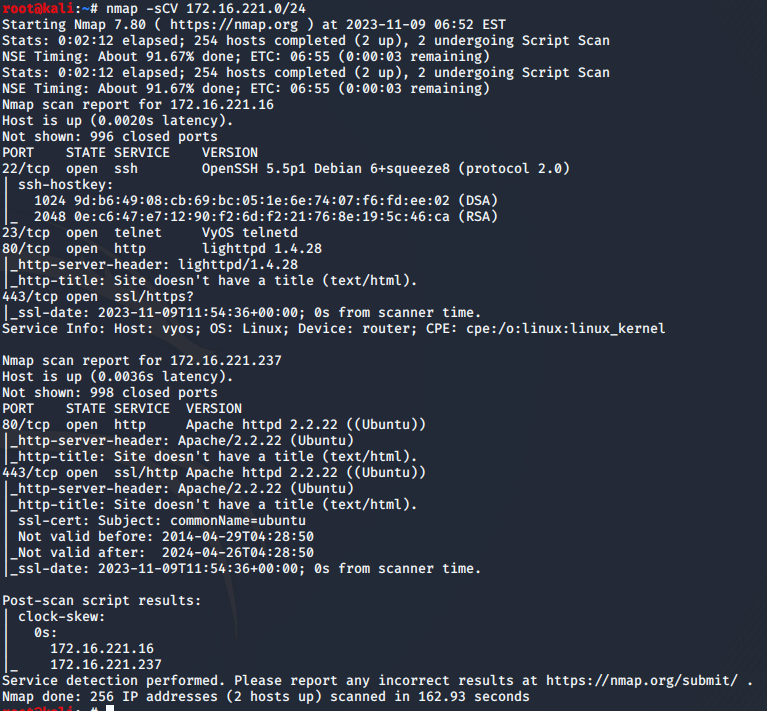 root@kali:~# nmap -sCV 172.16.221.0/24
Starting Nmap 7.80 ( https://nmap.org ) at 2023-11-09 06:52 EST
Stats: 0:02:12 elapsed; 254 hosts completed (2 up), 2 undergoing Script Scan
NSE Timing: About 91.67% done; ETC: 06:55 (0:00:03 remaining)
Stats: 0:02:12 elapsed; 254 hosts completed (2 up), 2 undergoing Script Scan
NSE Timing: About 91.67% done; ETC: 06:55 (0:00:03 remaining)
Nmap scan report for 172.16.221.16
Host is up (0.0020s latency).
Not shown: 996 closed ports
PORT    STATE SERVICE    VERSION
22/tcp  open  ssh        OpenSSH 5.5p1 Debian 6+squeeze8 (protocol 2.0)
| ssh-hostkey:
|   1024 9d:b6:49:08:cb:69:bc:05:1e:6e:74:07:f6:fd:ee:02 (DSA)
|_  2048 0e:c6:47:e7:12:90:f2:6d:f2:21:76:8e:19:5c:46:ca (RSA)
23/tcp  open  telnet     VyOS telnetd
80/tcp  open  http       lighttpd 1.4.28
|_http-server-header: lighttpd/1.4.28
|_http-title: Site doesn't have a title (text/html).
443/tcp open  ssl/https?
|_ssl-date: 2023-11-09T11:54:36+00:00; 0s from scanner time.
Service Info: Host: vyos; OS: Linux; Device: router; CPE: cpe:/o:linux:linux_kernel

Nmap scan report for 172.16.221.237
Host is up (0.0036s latency).
Not shown: 998 closed ports
PORT    STATE SERVICE  VERSION
80/tcp  open  http     Apache httpd 2.2.22 ((Ubuntu))
|_http-server-header: Apache/2.2.22 (Ubuntu)
|_http-title: Site doesn't have a title (text/html).
443/tcp open  ssl/http Apache httpd 2.2.22 ((Ubuntu))
|_http-server-header: Apache/2.2.22 (Ubuntu)
|_http-title: Site doesn't have a title (text/html).
| ssl-cert: Subject: commonName=ubuntu
| Not valid before: 2014-04-29T04:28:50
|_Not valid after:  2024-04-26T04:28:50
|_ssl-date: 2023-11-09T11:54:36+00:00; 0s from scanner time.

Post-scan script results:
| clock-skew:
|   0s:
|     172.16.221.16
|_    172.16.221.237
Service detection performed. Please report any incorrect results at https://nmap.org/submit/ .
Nmap done: 256 IP addresses (2 hosts up) scanned in 162.93 seconds
root@kali:~#